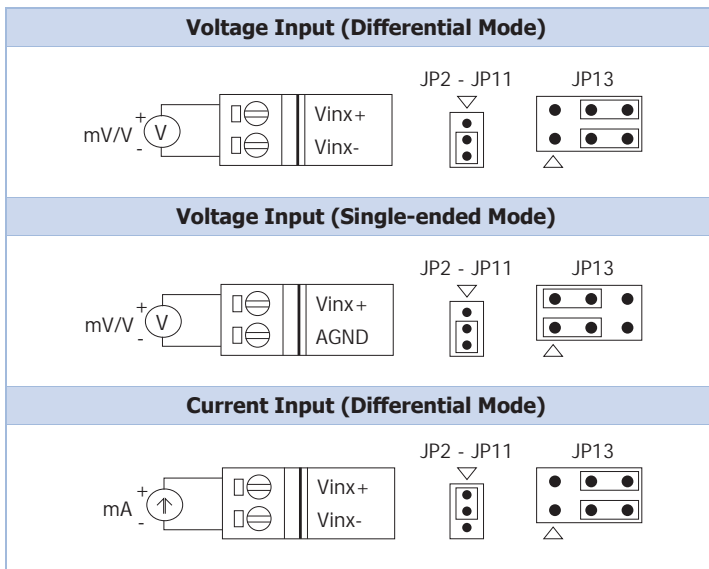 Voltage Input (Differential Mode)
JP2 - JP11 JP13
mV/V + V - Vinx+
Vinx-
Voltage Input (Single-ended Mode)
JP2 - JP11 JP13
mV/V + V - Vinx+
AGND
Current Input (Differential Mode)
JP2 - JP11 JP13
mA + - Vinx+
Vinx-